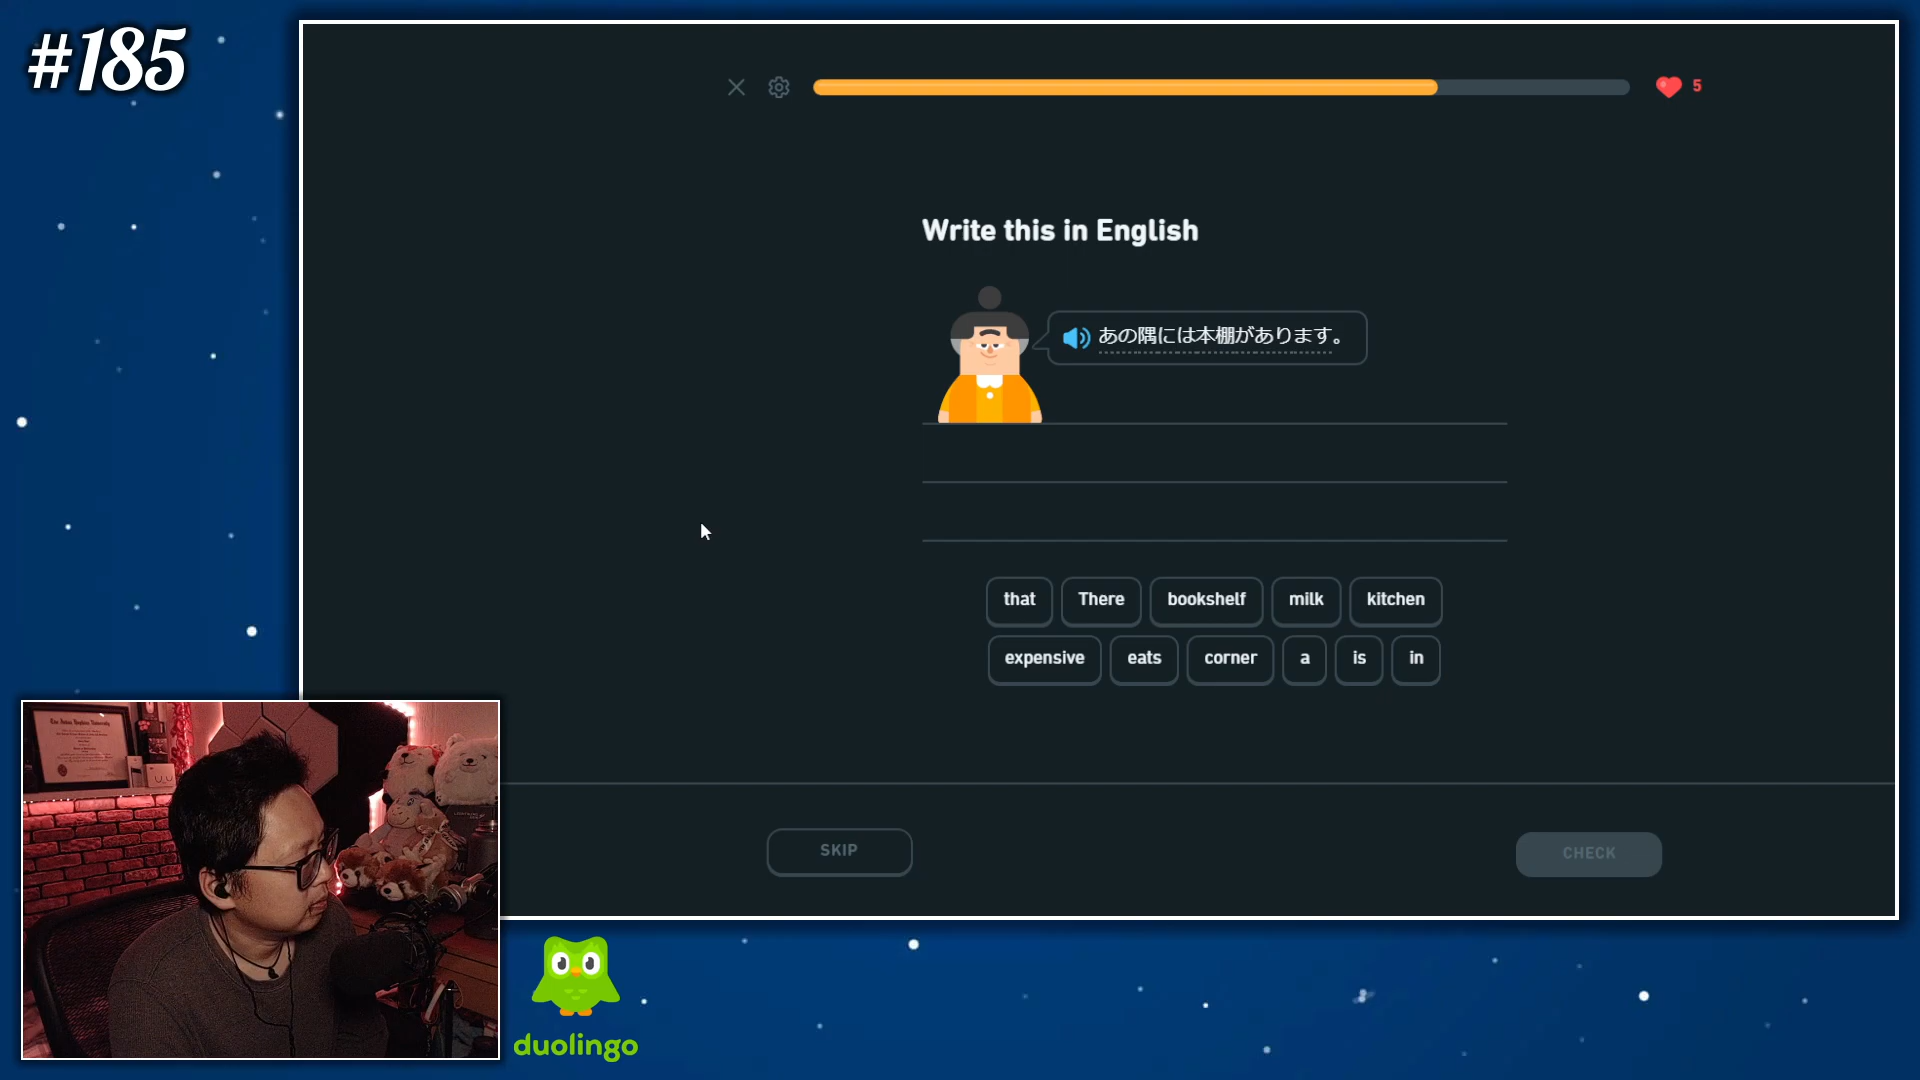 #185
5
Write this in English
あの隅には本棚があります。
that There bookshelf milk kitchen
expensive eats corner a is in
SKIP
CHECK
duolingo